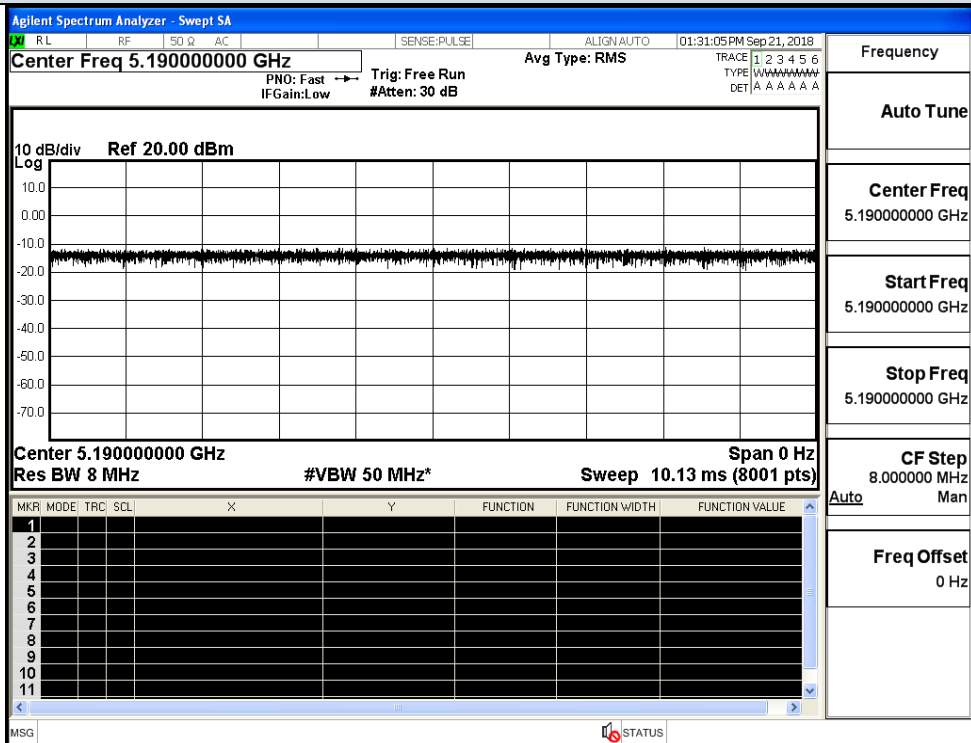 Agilent Spectrum Analyzer - Swept SA
LXI RL RF 50 Ω AC SENSE:PULSE ALIGN AUTO 01:31:05 PM Sep 21, 2018
Center Freq 5.190000000 GHz
PNO: Fast
IFGain:Low
Trig: Free Run
#Atten: 30 dB
Avg Type: RMS
TRACE 1 2 3 4 5 6
TYPE WWWWWW
DET A A A A A A
10 dB/div Ref 20.00 dBm
Log
10.0
0.00
-10.0
-20.0
-30.0
-40.0
-50.0
-60.0
-70.0
Center 5.190000000 GHz Span 0 Hz
Res BW 8 MHz #VBW 50 MHz* Sweep 10.13 ms (8001 pts)
MKR MODE TRC SCL X Y FUNCTION FUNCTION WIDTH FUNCTION VALUE
1
2
3
4
5
6
7
8
9
10
11
MSG STATUS
Frequency
Auto Tune
Center Freq
5.190000000 GHz
Start Freq
5.190000000 GHz
Stop Freq
5.190000000 GHz
CF Step
8.000000 MHz
Auto Man
Freq Offset
0 Hz